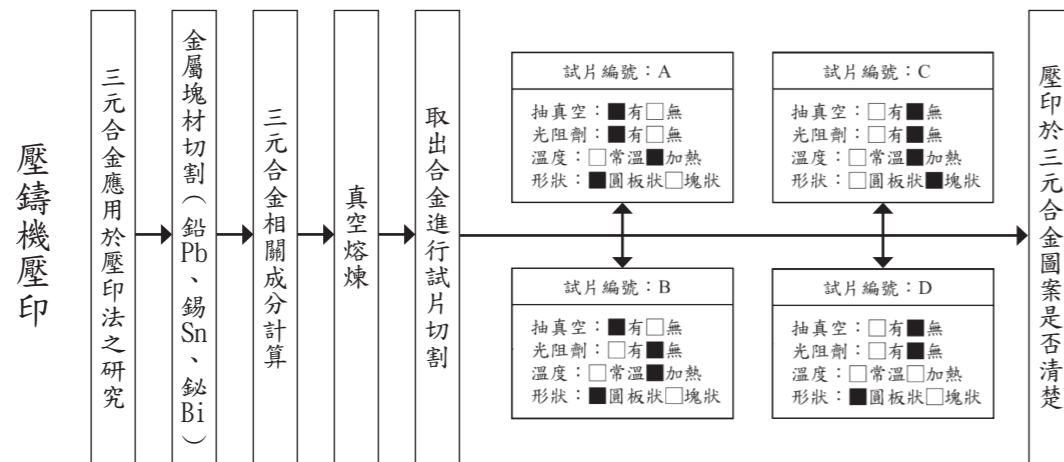 壓鑄機壓印
三元合金應用於壓印法之研究
金屬塊材切割（鉛Pb、錫Sn、鉍Bi）
三元合金相關成分計算
真空熔煉
取出合金進行試片切割
試片編號：A
抽真空：■有□無
光阻劑：■有□無
溫度：□常溫■加熱
形狀：■圓板狀□塊狀
試片編號：B
抽真空：■有□無
光阻劑：□有■無
溫度：□常溫■加熱
形狀：■圓板狀□塊狀
試片編號：C
抽真空：□有■無
光阻劑：□有■無
溫度：□常溫■加熱
形狀：□圓板狀■塊狀
試片編號：D
抽真空：□有■無
光阻劑：□有■無
溫度：□常溫□加熱
形狀：■圓板狀□塊狀
壓印於三元合金圖案是否清楚